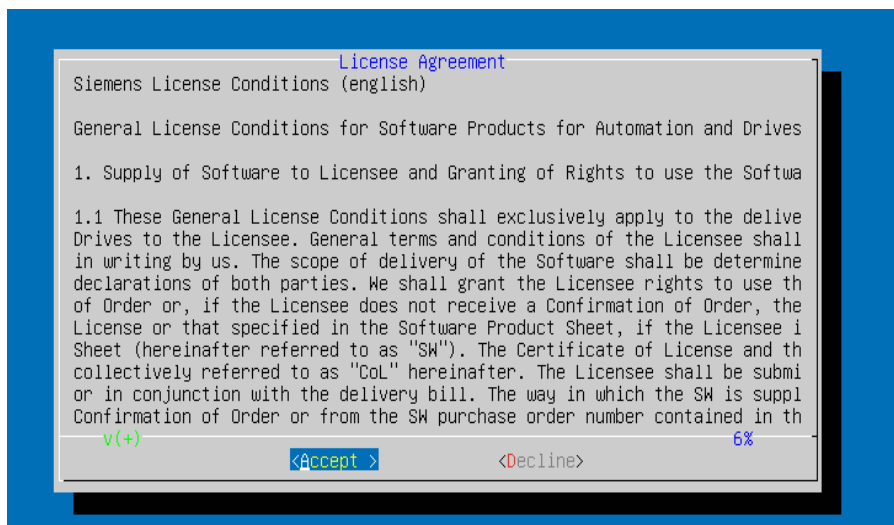 License Agreement
Siemens License Conditions (english)
General License Conditions for Software Products for Automation and Drives
1. Supply of Software to Licensee and Granting of Rights to use the Softwa
1.1 These General License Conditions shall exclusively apply to the delive
Drives to the Licensee. General terms and conditions of the Licensee shall
in writing by us. The scope of delivery of the Software shall be determine
declarations of both parties. We shall grant the Licensee rights to use th
of Order or, if the Licensee does not receive a Confirmation of Order, the
License or that specified in the Software Product Sheet, if the Licensee i
Sheet (hereinafter referred to as "SW"). The Certificate of License and th
collectively referred to as "CoL" hereinafter. The Licensee shall be submi
or in conjunction with the delivery bill. The way in which the SW is suppl
Confirmation of Order or from the SW purchase order number contained in th
v(+) 6%
<Accept > <Decline>